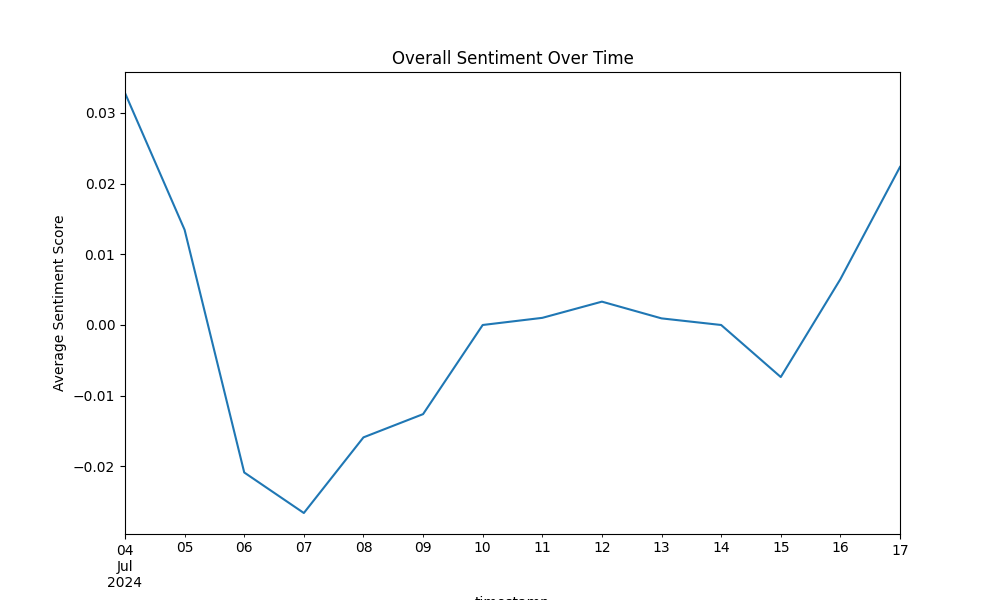 Overall Sentiment Over Time
Average Sentiment Score
0.03
0.02
0.01
0.00
−0.01
−0.02
04 05 06 07 08 09 10 11 12 13 14 15 16 17
Jul
2024
timestamp